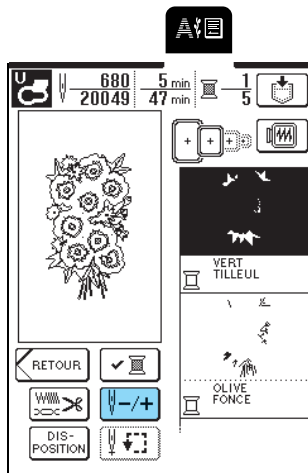 A
U
680 5 min 1
20049 47 min 5
VERT
TILLEUL
RETOUR
-/+
OLIVE
FONCE
DIS-
POSITION